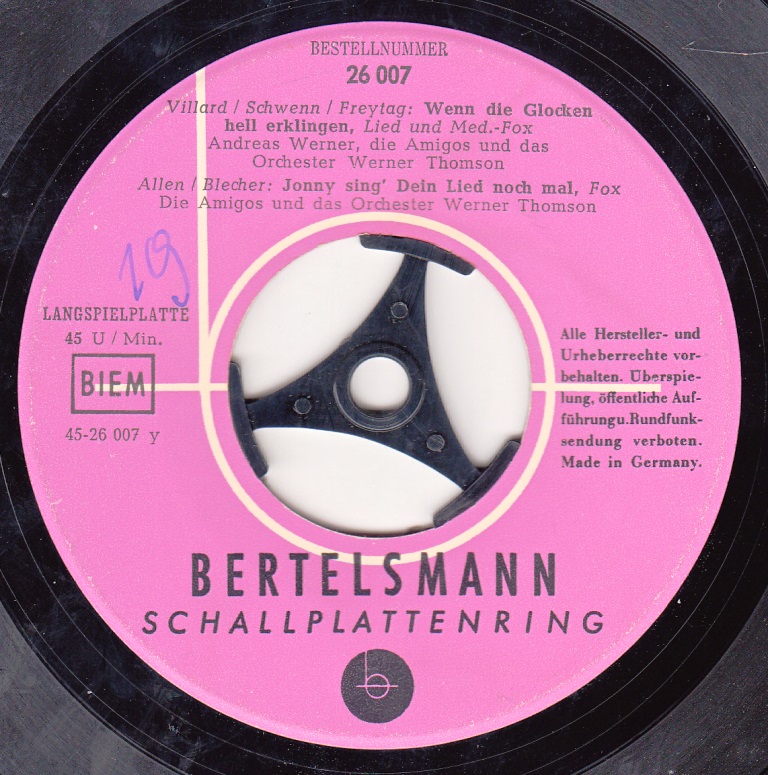 BESTELLNUMMER
26 007
Villard / Schwenn / Freytag: Wenn die Glocken
hell erklingen, Lied und Med.-Fox
Andreas Werner, die Amigos und das
Orchester Werner Thomson
Allen / Blecher: Jonny sing' Dein Lied noch mal, Fox
Die Amigos und das Orchester Werner Thomson
19
LANGSPIELPLATTE
45 U / Min.
BIEM
45-26 007 y
Alle Hersteller- und
Urheberrechte vor-
behalten. Überspie-
lung, öffentliche Auf-
führung u. Rundfunk-
sendung verboten.
Made in Germany.
BERTELSMANN
SCHALLPLATTENRING
b